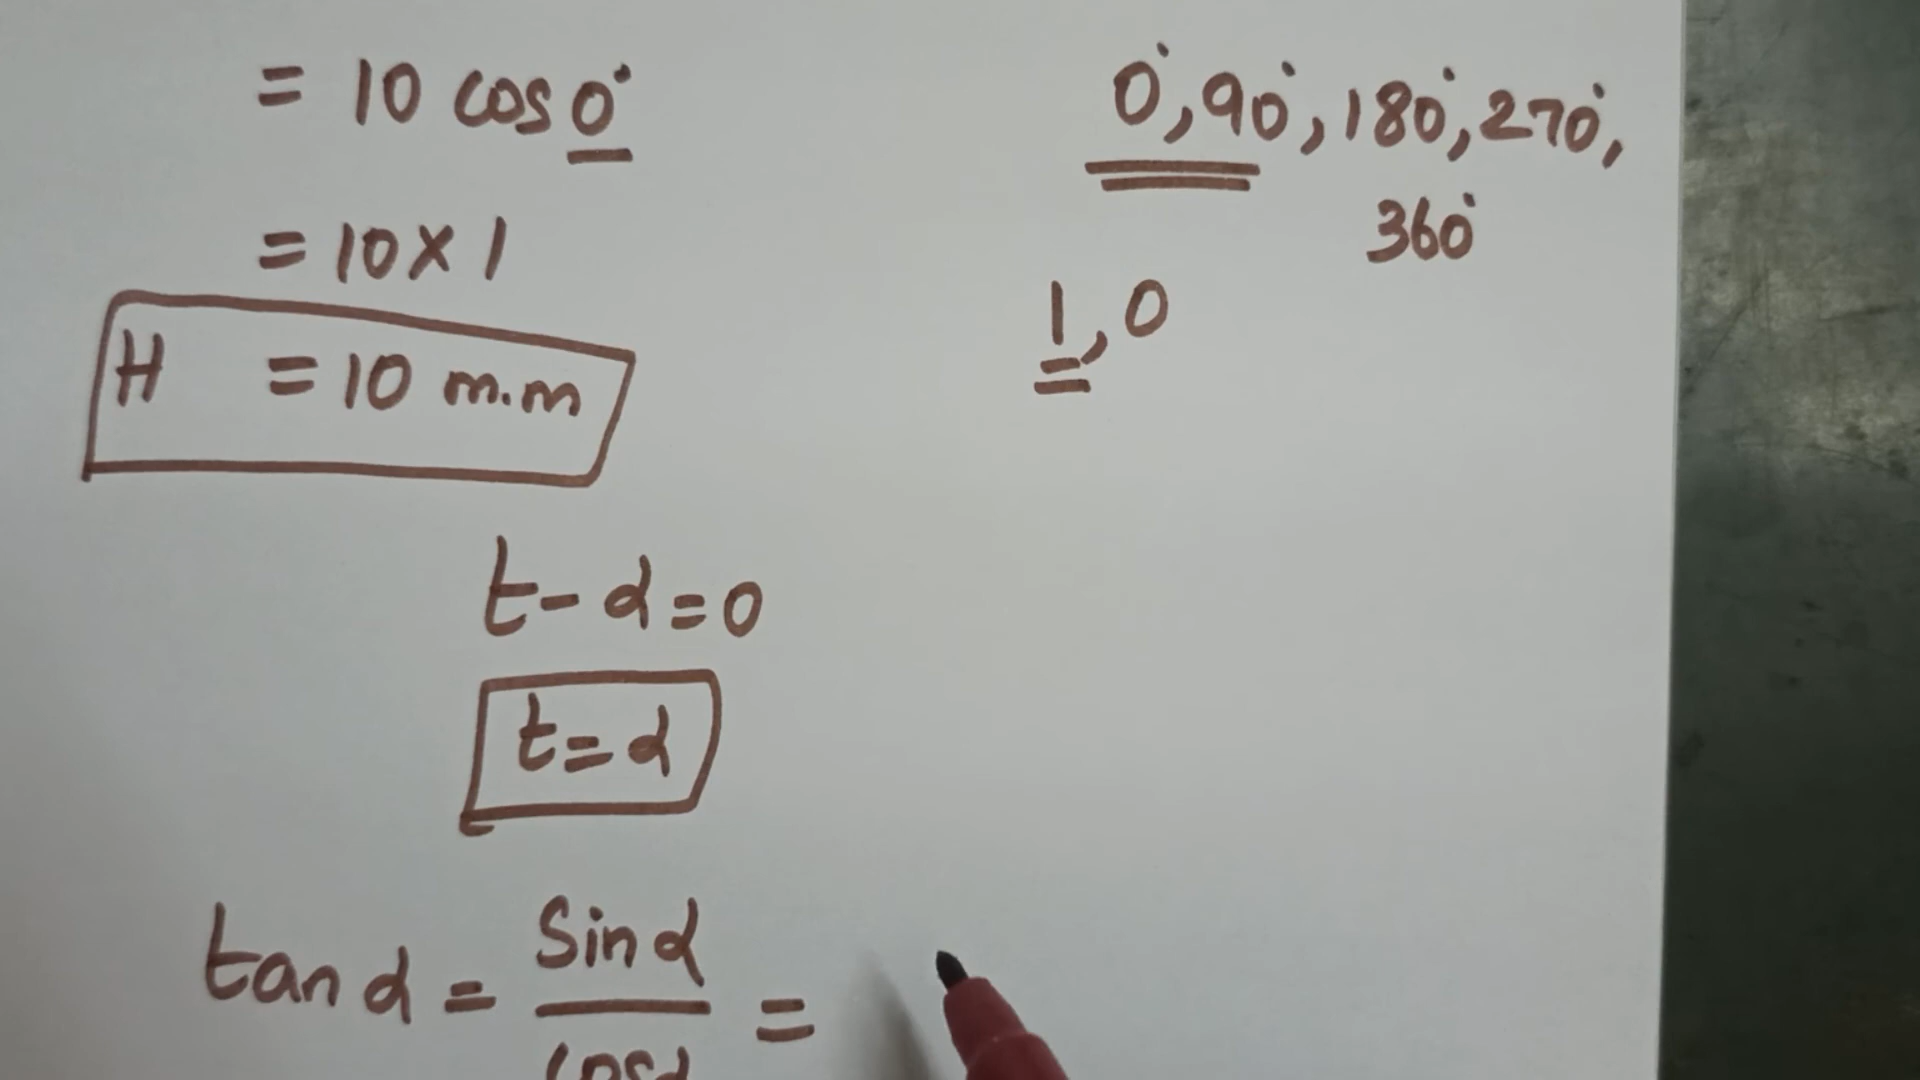 = 10 cos 0°
= 10 × 1
H = 10 m.m
t - α = 0
t = α
tan α = Sin α / cos α =
0°, 90°, 180°, 270°,
360°
1, 0